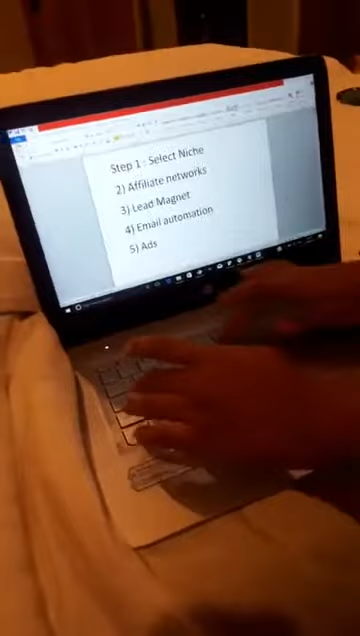 Step 1 : Select Niche
2) Affiliate networks
3) Lead Magnet
4) Email automation
5) Ads